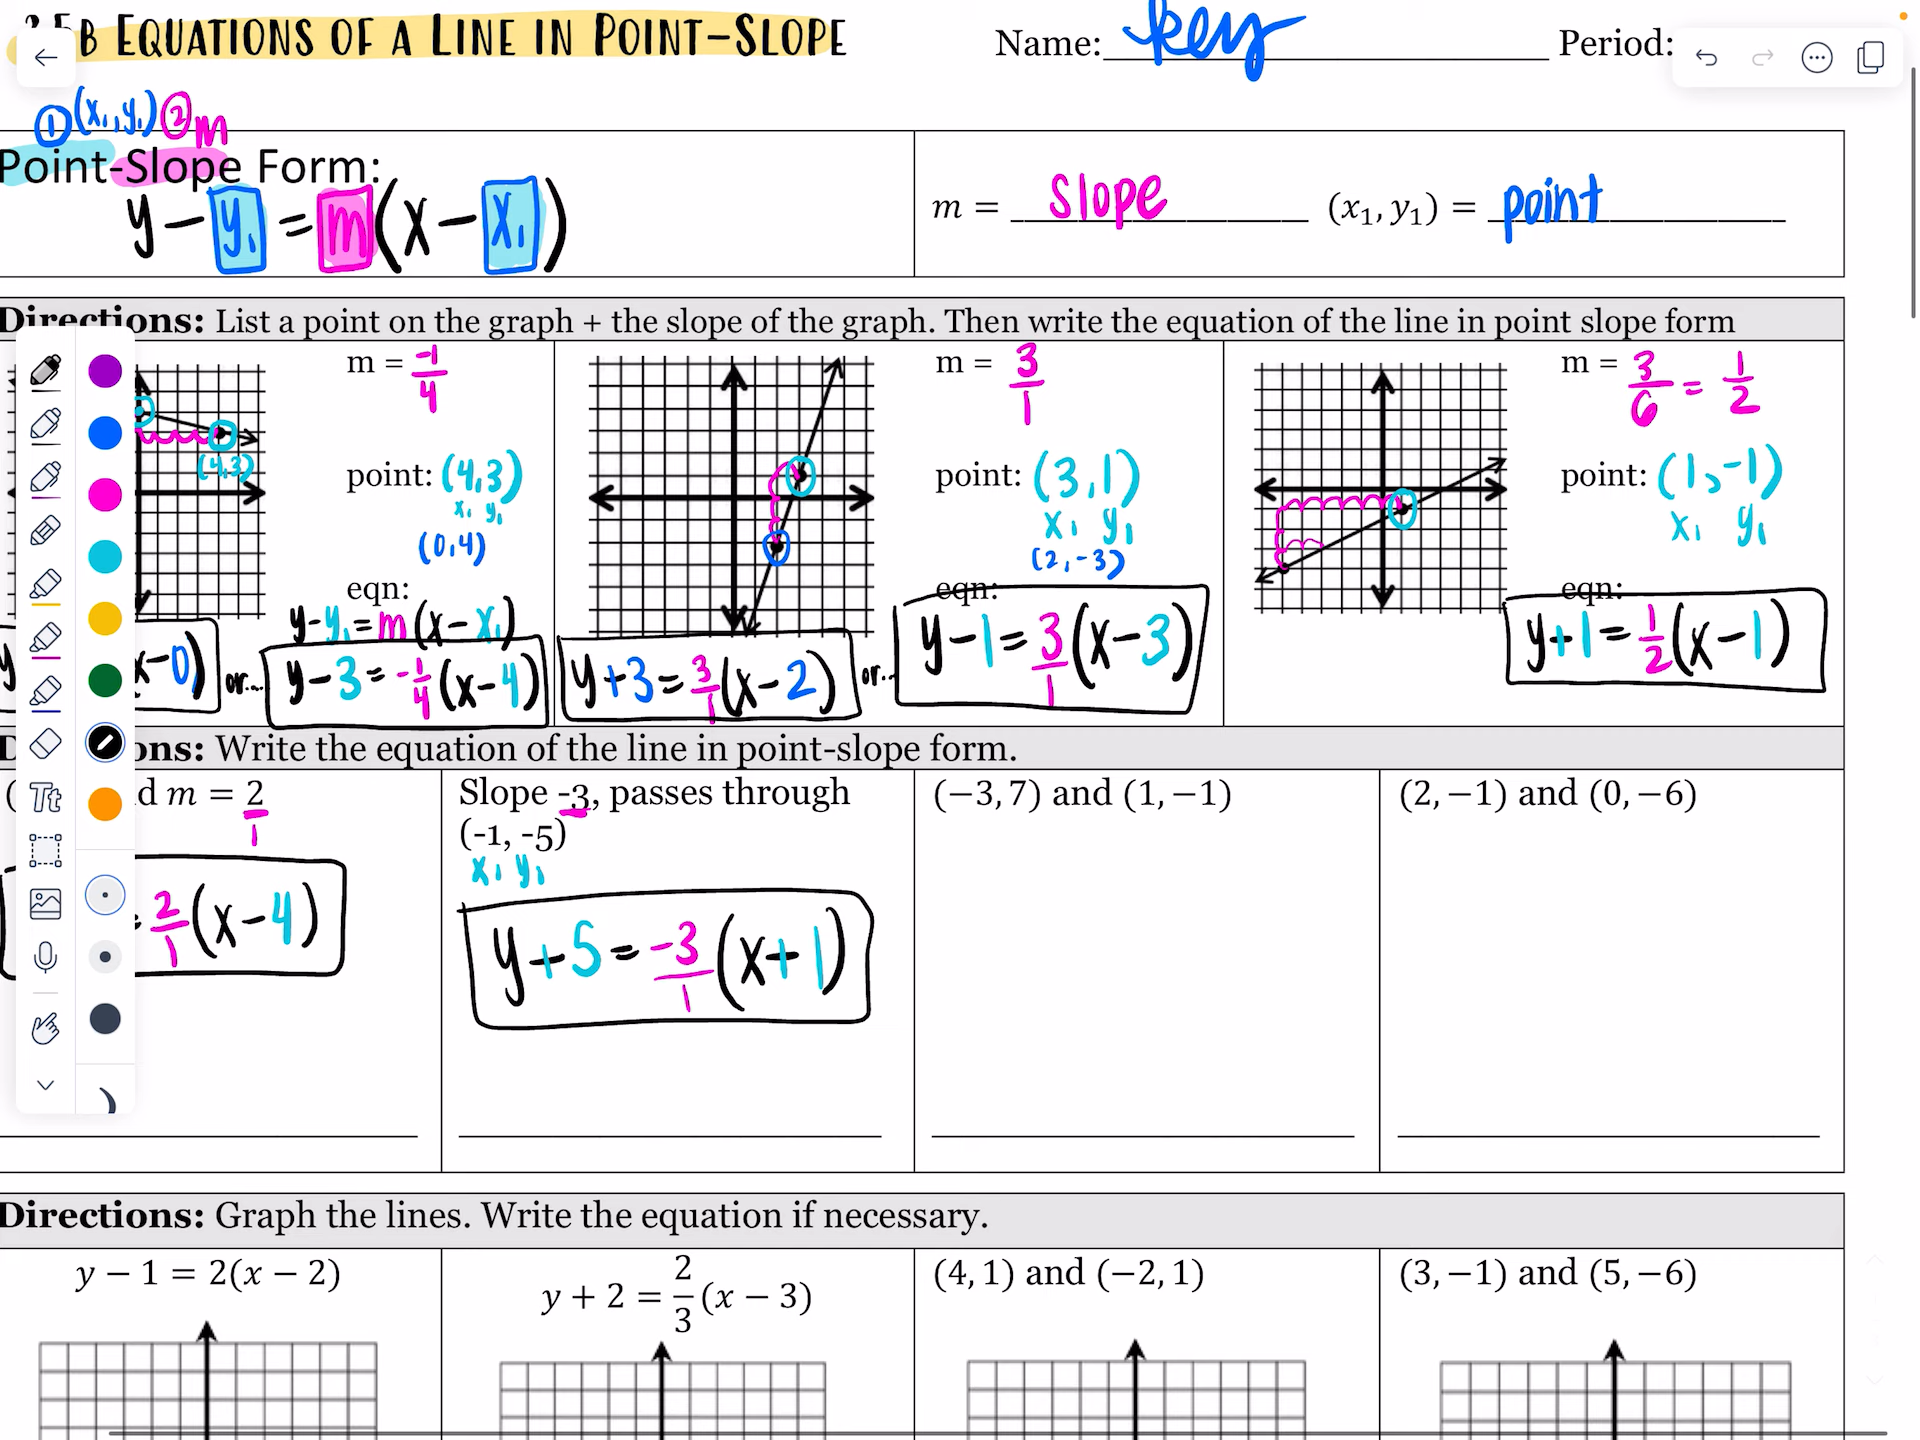 B EQUATIONS OF A LINE IN POINT-SLOPE
Name: key Period:
① (x₁, y₁) ② m
Point-Slope Form:
y - y₁ = m(x - x₁)
m = slope (x₁, y₁) = point
Directions: List a point on the graph + the slope of the graph. Then write the equation of the line in point slope form
m = -1/4
(4,3)
point: (4,3)
x₁ y₁
(0,4)
eqn:
y-y₁=m(x-x₁)
y
x-0) or... y-3=-1/4(x-4)
m = 3/1
point: (3,1)
x₁ y₁
(2,-3)
eqn:
y+3=3/1(x-2) or... y-1=3/1(x-3)
m = 3/6 = 1/2
point: (1,-1)
x₁ y₁
eqn:
y+1=1/2(x-1)
ons: Write the equation of the line in point-slope form.
( d m = 2/1
= 2/1(x-4)
Slope -3, passes through
(-1, -5)
x₁ y₁
y+5=-3/1(x+1)
(−3, 7) and (1, −1)
(2, −1) and (0, −6)
Directions: Graph the lines. Write the equation if necessary.
y − 1 = 2(x − 2)
y + 2 = 2/3(x − 3)
(4, 1) and (−2, 1)
(3, −1) and (5, −6)
Tt